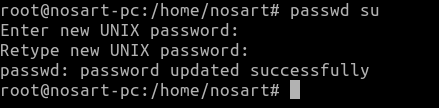 root@nosart-pc:/home/nosart# passwd su
Enter new UNIX password:
Retype new UNIX password:
passwd: password updated successfully
root@nosart-pc:/home/nosart#